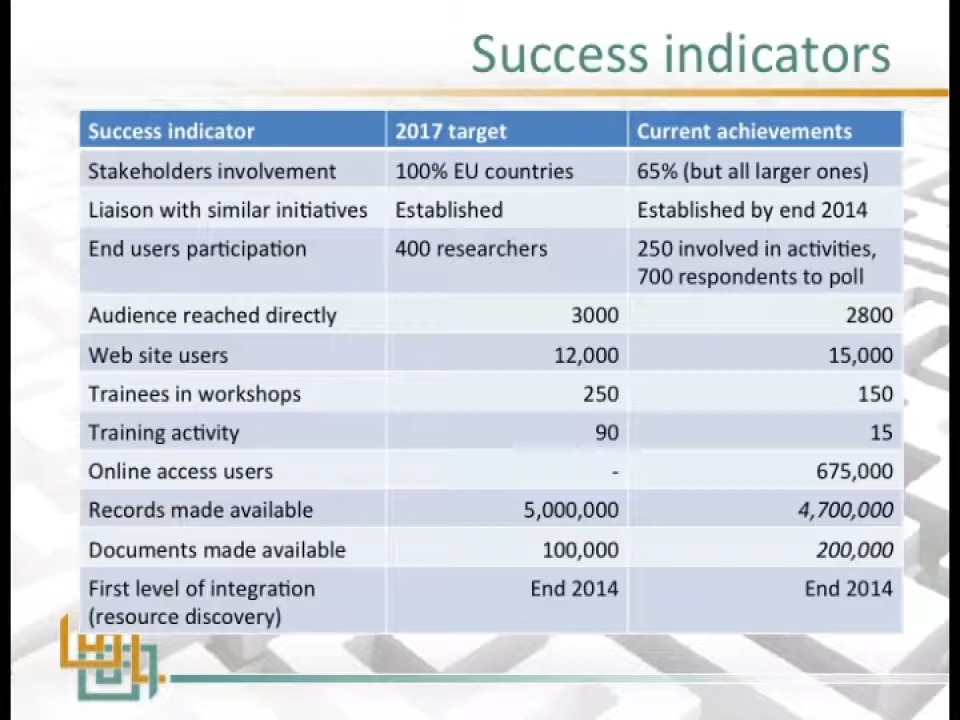 Success indicators
Success indicator 2017 target Current achievements
Stakeholders involvement 100% EU countries 65% (but all larger ones)
Liaison with similar initiatives Established Established by end 2014
End users participation 400 researchers 250 involved in activities,
700 respondents to poll
Audience reached directly 3000 2800
Web site users 12,000 15,000
Trainees in workshops 250 150
Training activity 90 15
Online access users - 675,000
Records made available 5,000,000 4,700,000
Documents made available 100,000 200,000
First level of integration End 2014 End 2014
(resource discovery)